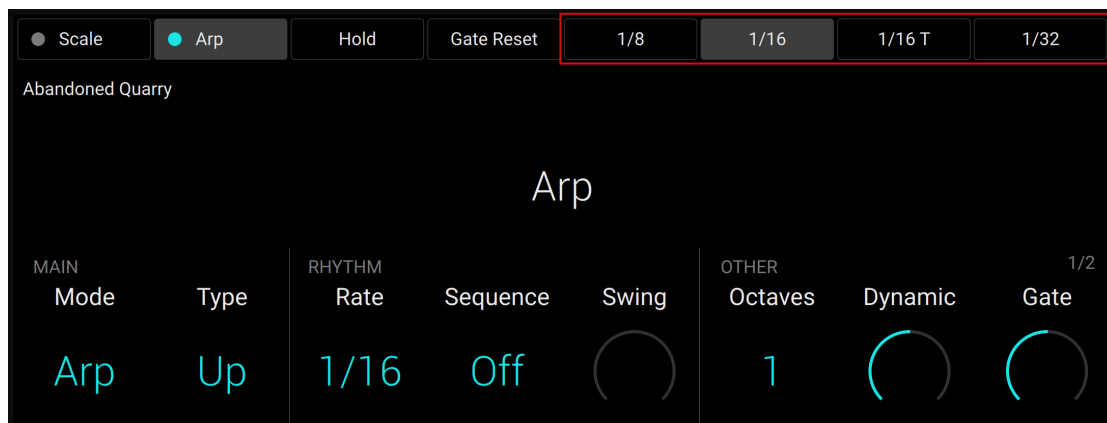 Scale Arp Hold Gate Reset 1/8 1/16 1/16 T 1/32
Abandoned Quarry
Arp
MAIN RHYTHM OTHER 1/2
Mode Type Rate Sequence Swing Octaves Dynamic Gate
Arp Up 1/16 Off 1